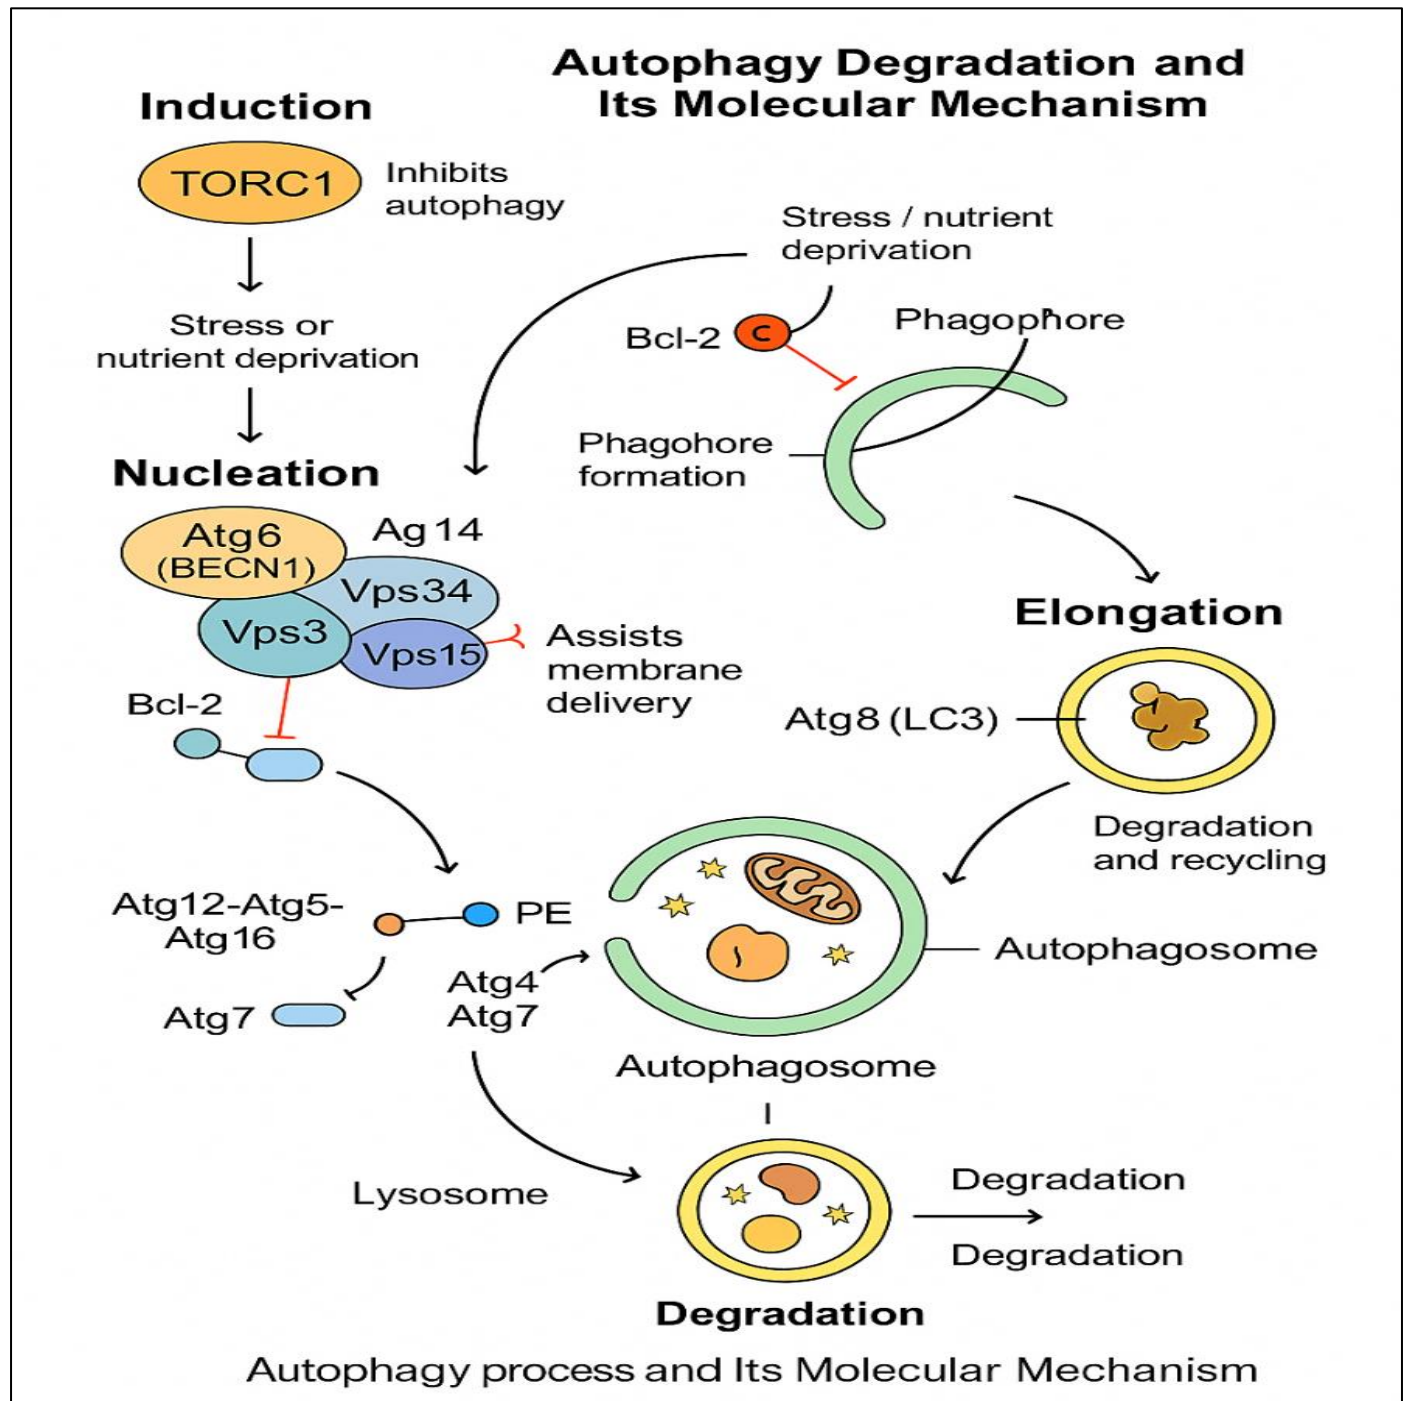 Autophagy Degradation and
Its Molecular Mechanism
Induction
TORC1
Inhibits
autophagy
Stress or
nutrient deprivation
Stress / nutrient
deprivation
Bcl-2
C
Phagophore
Phagohore
formation
Nucleation
Atg6
(BECN1)
Ag14
Vps34
Vps3
Vps15
Assists
membrane
delivery
Bcl-2
Elongation
Atg8 (LC3)
Degradation
and recycling
Atg12-Atg5-
Atg16
PE
Atg7
Atg4
Atg7
Autophagosome
Autophagosome
Lysosome
Degradation
Degradation
Degradation
Autophagy process and Its Molecular Mechanism